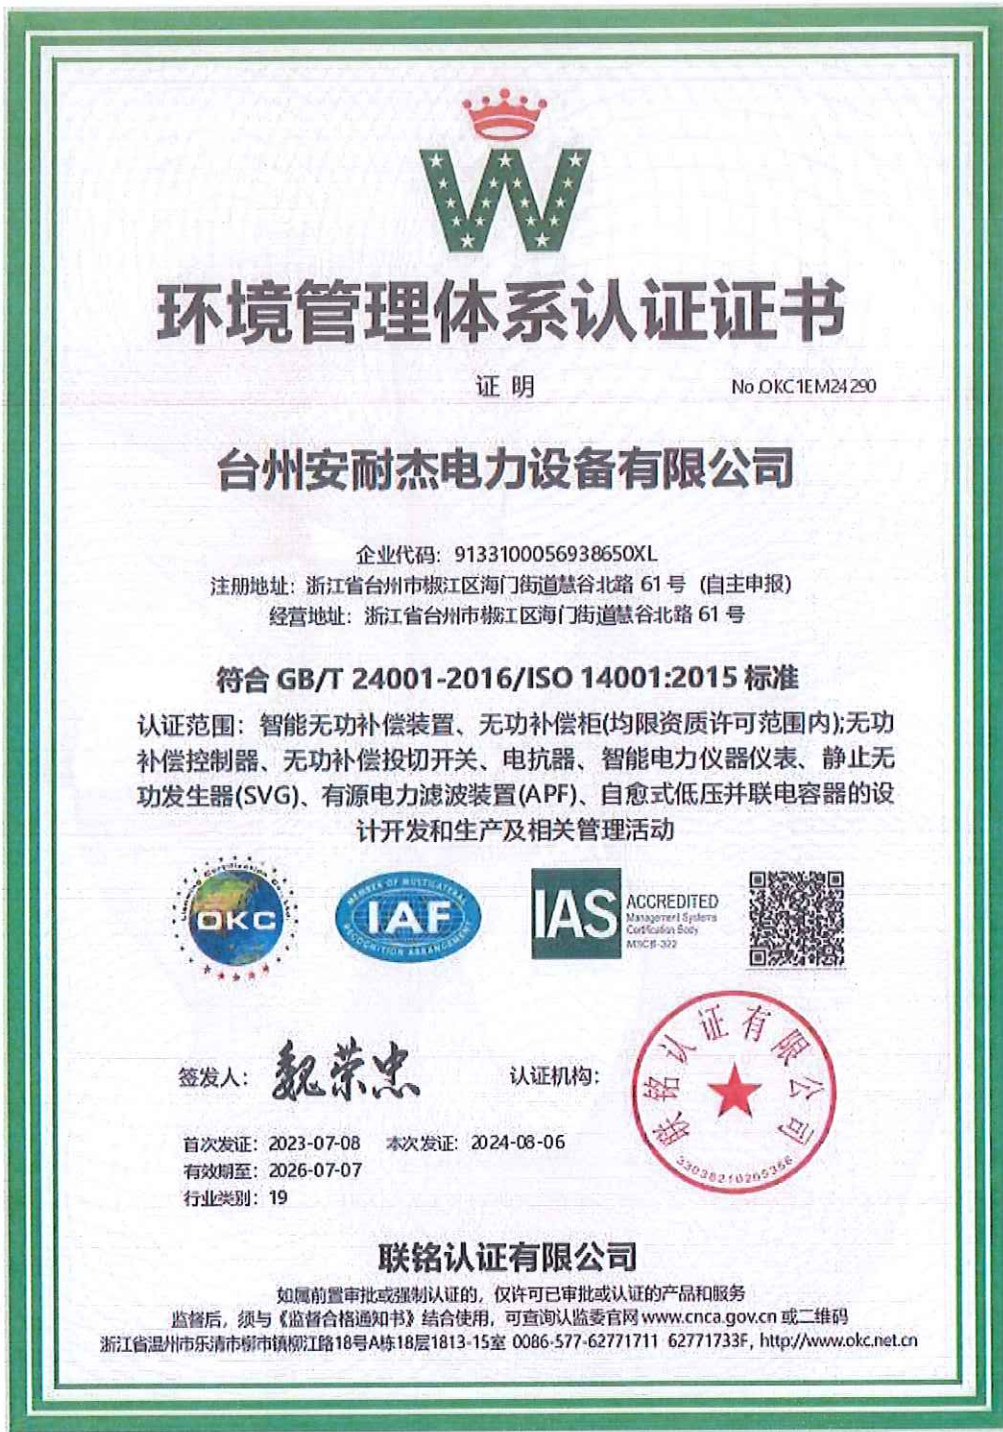 W
环境管理体系认证证书
证 明
No.OKC1EM24290
台州安耐杰电力设备有限公司
企业代码：9133100056938650XL
注册地址：浙江省台州市椒江区海门街道慧谷北路 61 号（自主申报）
经营地址：浙江省台州市椒江区海门街道慧谷北路 61 号
符合 GB/T 24001-2016/ISO 14001:2015 标准
认证范围：智能无功补偿装置、无功补偿柜(均限资质许可范围内);无功
补偿控制器、无功补偿投切开关、电抗器、智能电力仪器仪表、静止无
功发生器(SVG)、有源电力滤波装置(APF)、自愈式低压并联电容器的设
计开发和生产及相关管理活动
OKC
MEMBER OF MULTILATERAL
IAF
RECOGNITION ARRANGEMENT
IAS
ACCREDITED
Management Systems
Certification Body
MSCB-322
签发人：
魏荣忠
认证机构：
联铭认证有限公司
首次发证：2023-07-08 本次发证：2024-08-06
有效期至：2026-07-07
行业类别：19
联铭认证有限公司
如属前置审批或强制认证的，仅许可已审批或认证的产品和服务
监督后，须与《监督合格通知书》结合使用，可查询认监委官网 www.cnca.gov.cn 或二维码
浙江省温州市乐清市柳市镇柳江路18号A栋18层1813-15室 0086-577-62771711 62771733F, http://www.okc.net.cn